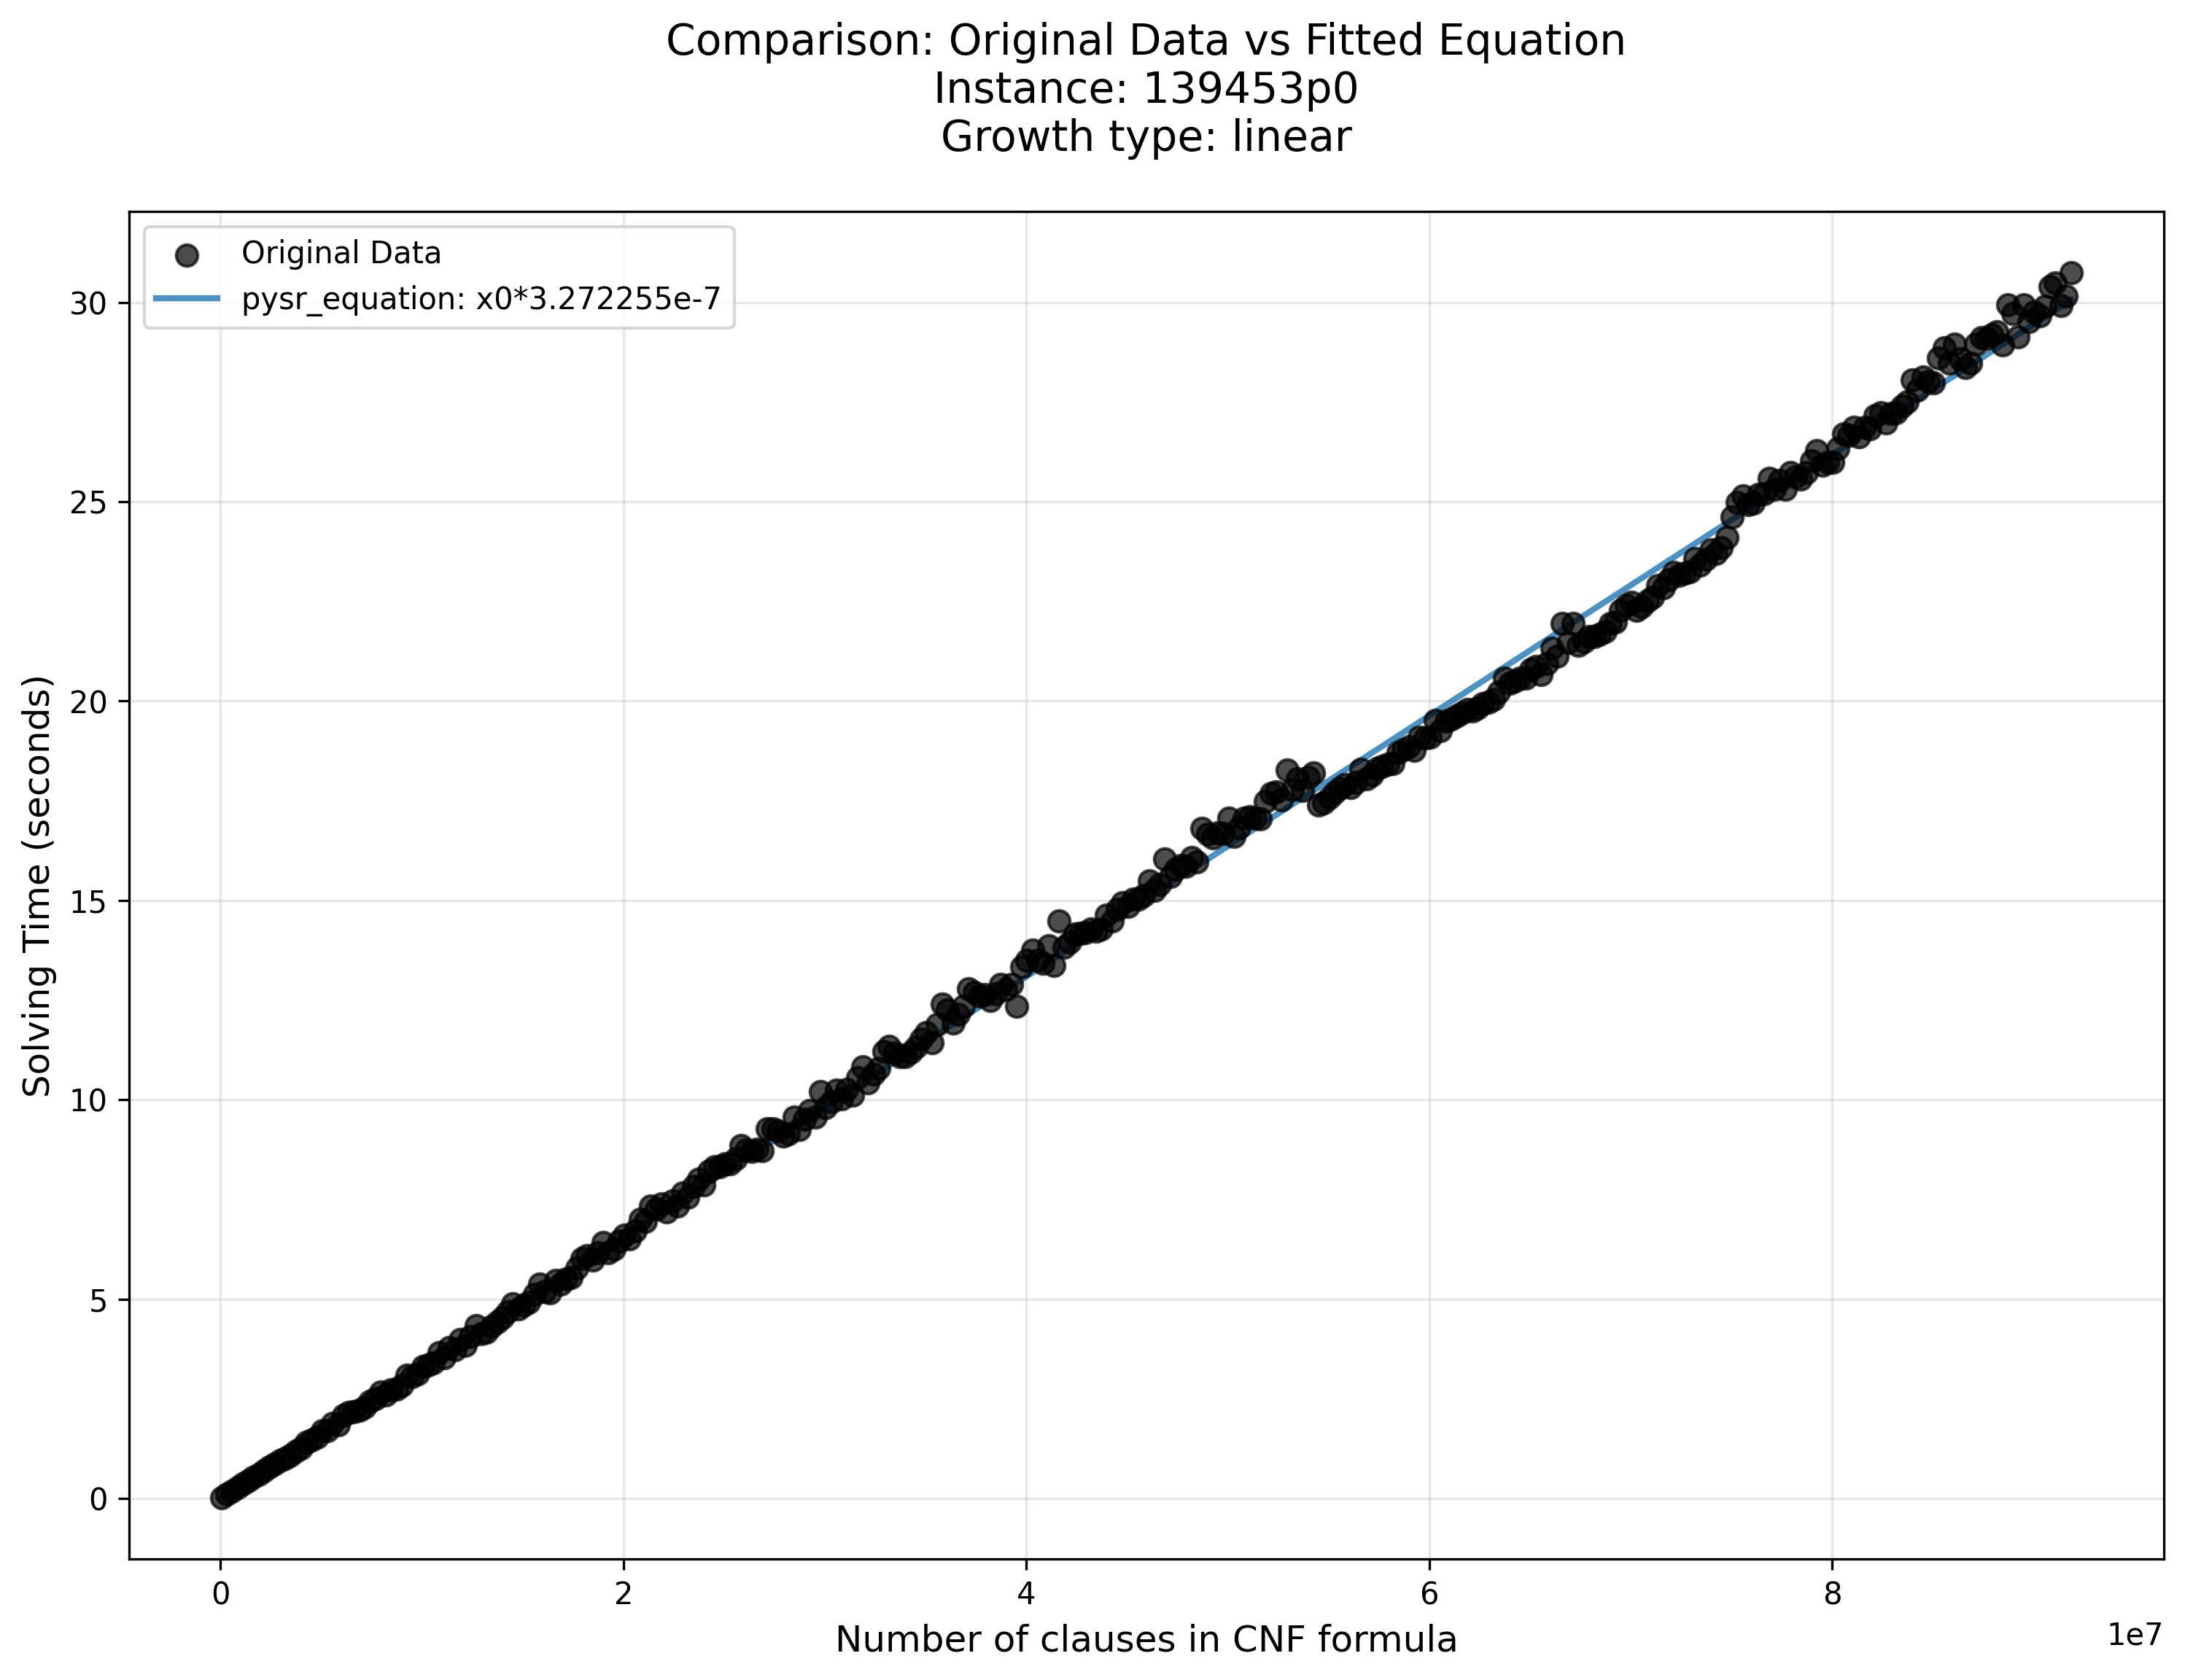 Comparison: Original Data vs Fitted Equation
Instance: 139453p0
Growth type: linear
Original Data
pysr_equation: x0*3.272255e-7
30
25
20
15
10
5
0
Solving Time (seconds)
0 2 4 6 8
1e7
Number of clauses in CNF formula